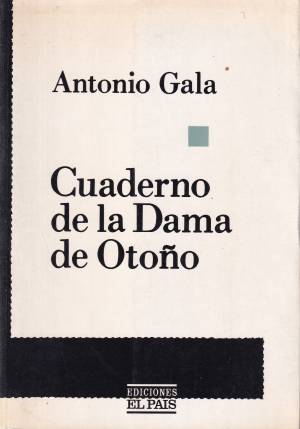 Antonio Gala
Cuaderno
de la Dama
de Otoño
EDICIONES
EL PAIS